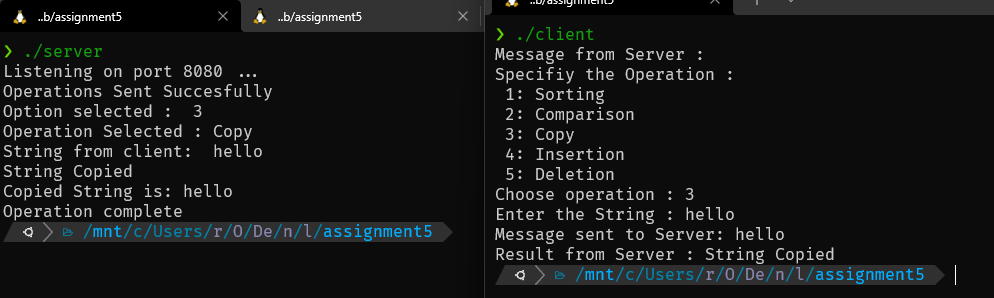 ..b/assignment5
..b/assignment5
❯ ./server
Listening on port 8080 ...
Operations Sent Succesfully
Option selected :  3
Operation Selected : Copy
String from client:  hello
String Copied
Copied String is: hello
Operation complete
/mnt/c/Users/r/O/De/n/l/assignment5
..b/assignment5
❯ ./client
Message from Server :
Specifiy the Operation :
1: Sorting
2: Comparison
3: Copy
4: Insertion
5: Deletion
Choose operation : 3
Enter the String : hello
Message sent to Server: hello
Result from Server : String Copied
/mnt/c/Users/r/O/De/n/l/assignment5